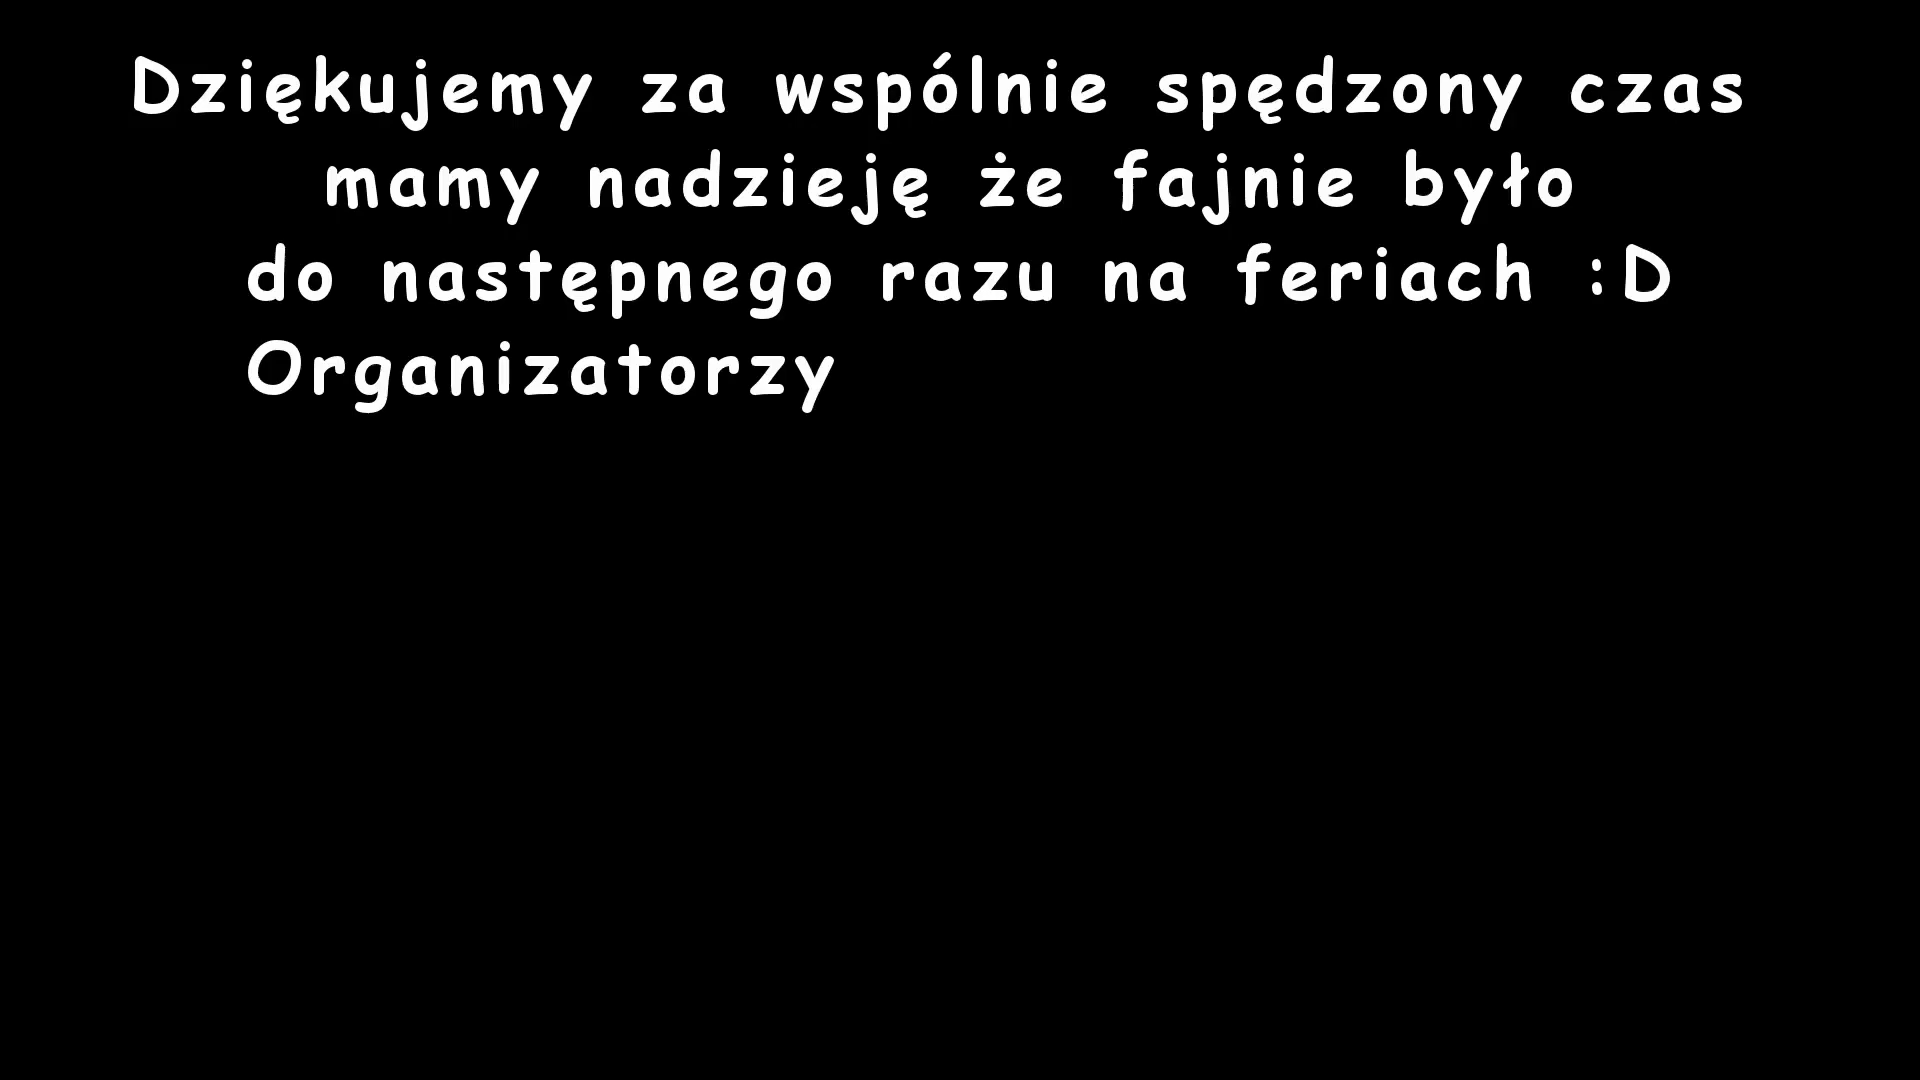 Dziękujemy za wspólnie spędzony czas
mamy nadzieję że fajnie było
do następnego razu na feriach :D
Organizatorzy